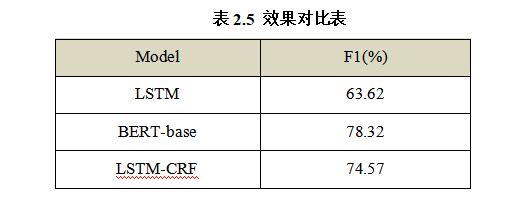 表 2.5 效果对比表
Model F1(%)
LSTM 63.62
BERT-base 78.32
LSTM-CRF 74.57